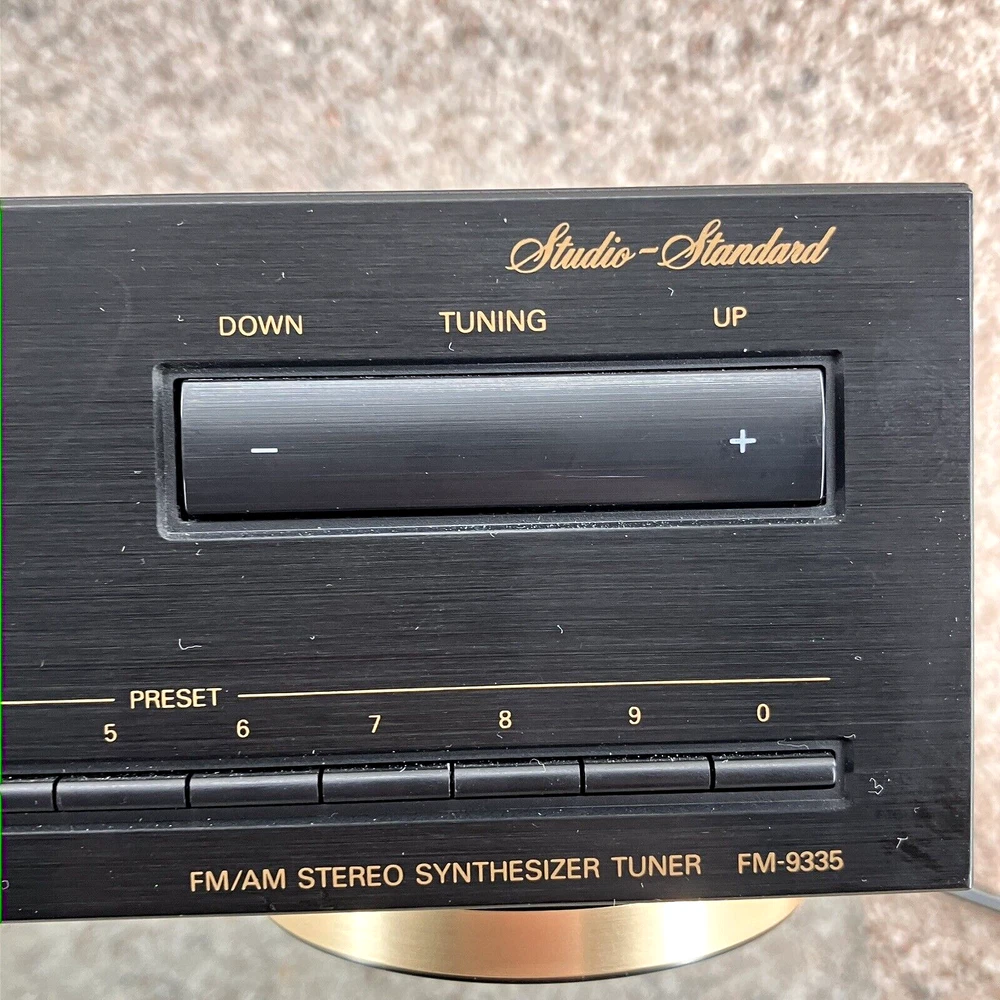 Studio-Standard
DOWN TUNING UP
− +
PRESET
5 6 7 8 9 0
FM/AM STEREO SYNTHESIZER TUNER FM-9335